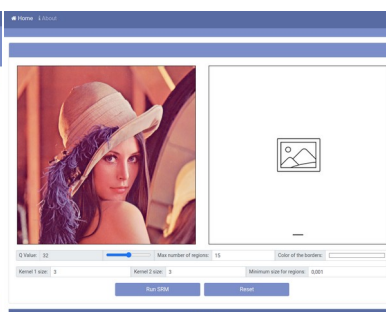 Home About
Q Value: 32 Max number of regions: 15 Color of the borders:
Kernel 1 size: 3 Kernel 2 size: 3 Minimum size for regions: 0,001
Run SRM Reset